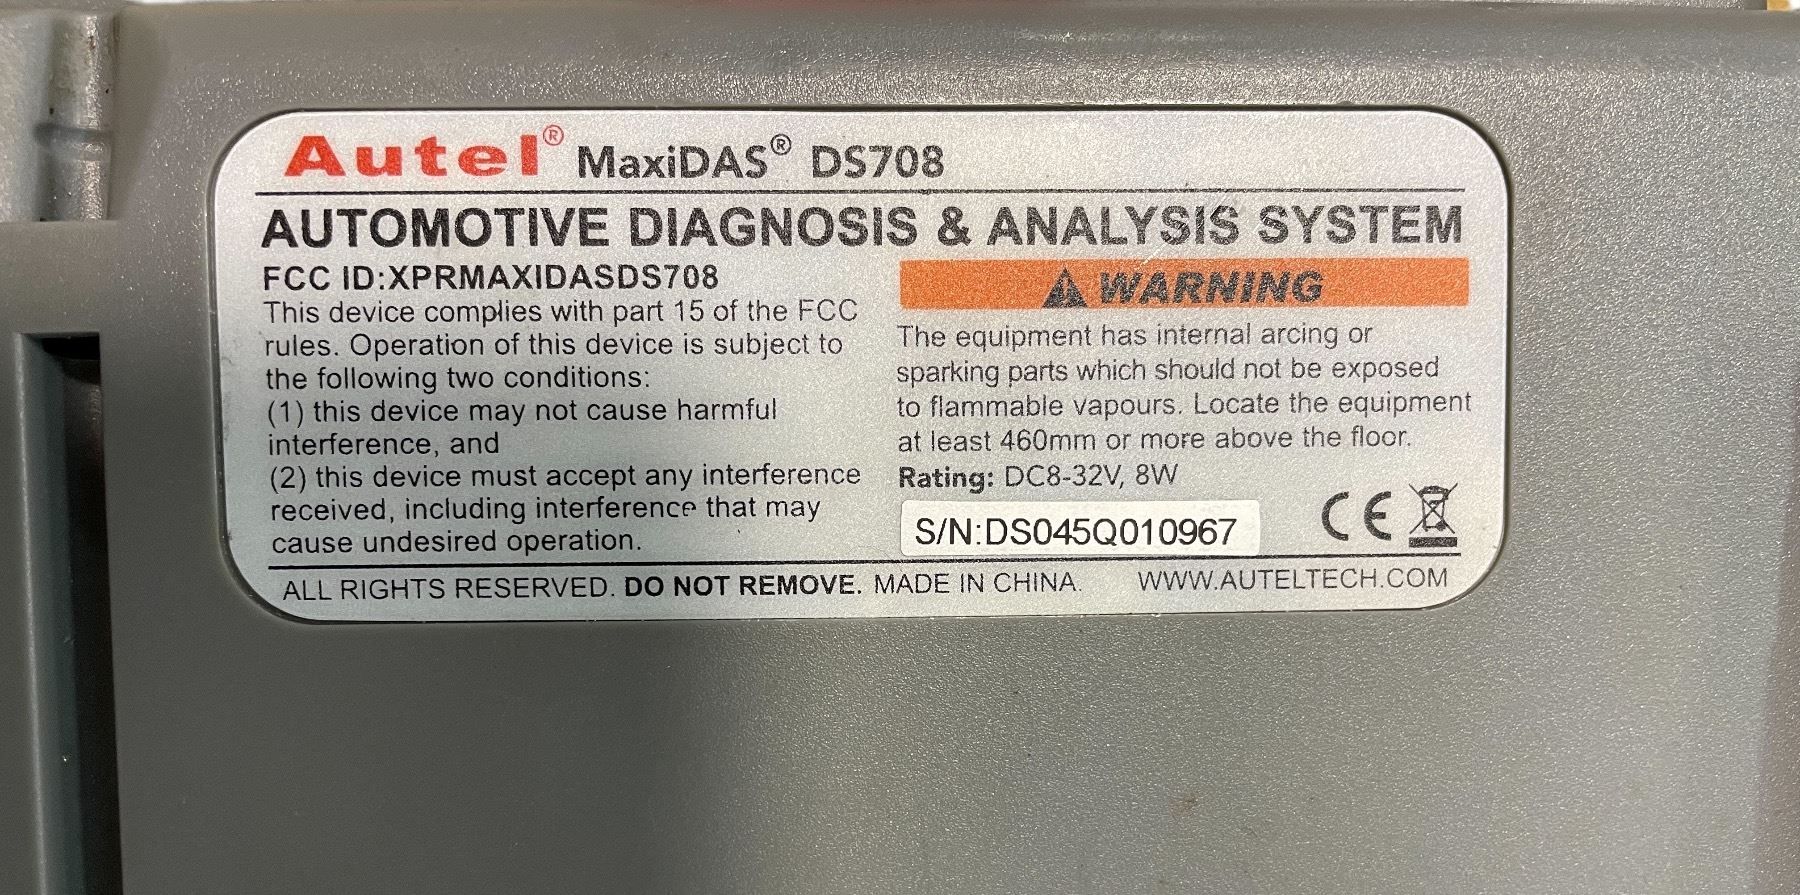 Autel® MaxiDAS® DS708
AUTOMOTIVE DIAGNOSIS & ANALYSIS SYSTEM
FCC ID:XPRMAXIDASDS708
This device complies with part 15 of the FCC
rules. Operation of this device is subject to
the following two conditions:
(1) this device may not cause harmful
interference, and
(2) this device must accept any interference
received, including interference that may
cause undesired operation.
WARNING
The equipment has internal arcing or
sparking parts which should not be exposed
to flammable vapours. Locate the equipment
at least 460mm or more above the floor.
Rating: DC8-32V, 8W
S/N:DS045Q010967
CE
ALL RIGHTS RESERVED. DO NOT REMOVE. MADE IN CHINA. WWW.AUTELTECH.COM